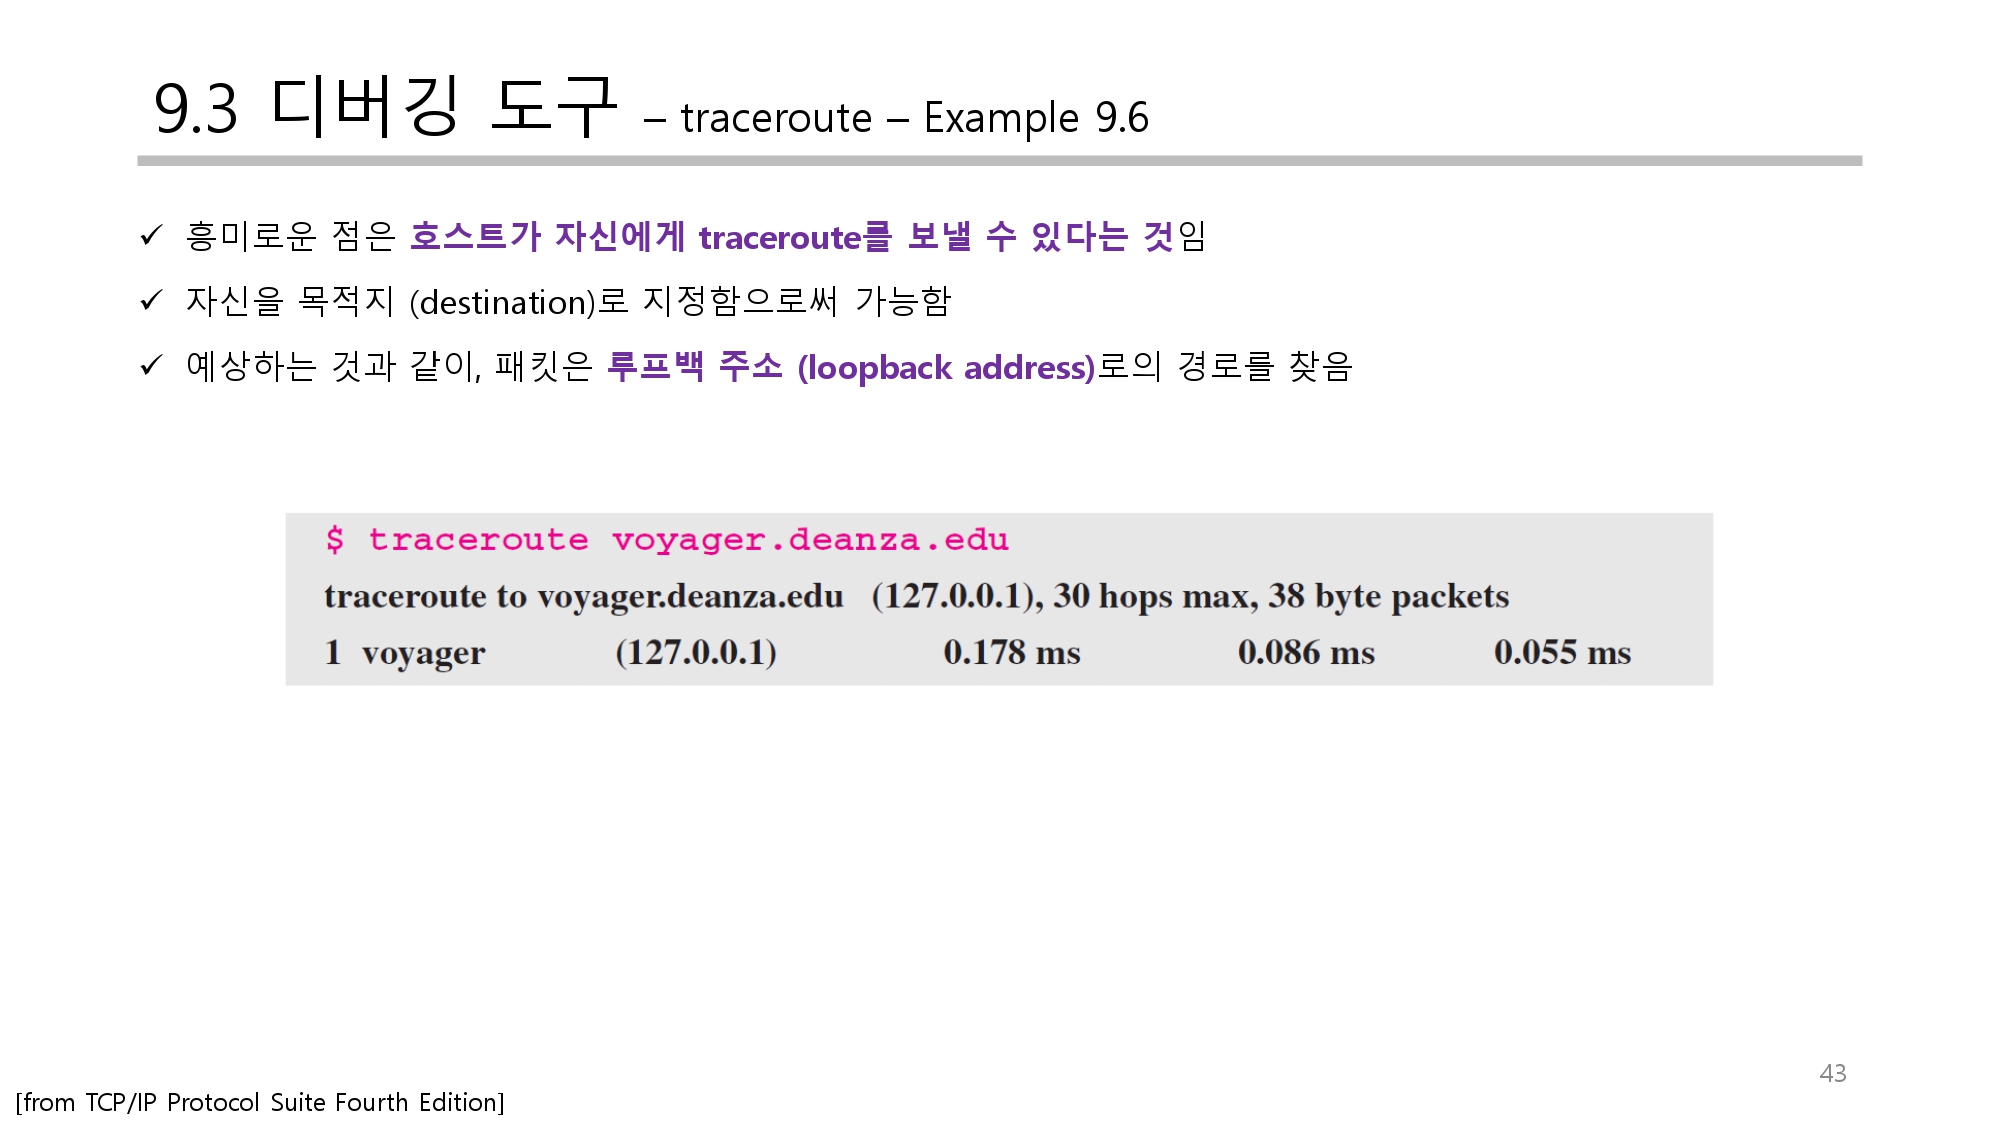 9.3 디버깅 도구 – traceroute – Example 9.6
✓ 흥미로운 점은 호스트가 자신에게 traceroute를 보낼 수 있다는 것임
✓ 자신을 목적지 (destination)로 지정함으로써 가능함
✓ 예상하는 것과 같이, 패킷은 루프백 주소 (loopback address)로의 경로를 찾음
$ traceroute voyager.deanza.edu
traceroute to voyager.deanza.edu (127.0.0.1), 30 hops max, 38 byte packets
1 voyager (127.0.0.1) 0.178 ms 0.086 ms 0.055 ms
43
[from TCP/IP Protocol Suite Fourth Edition]